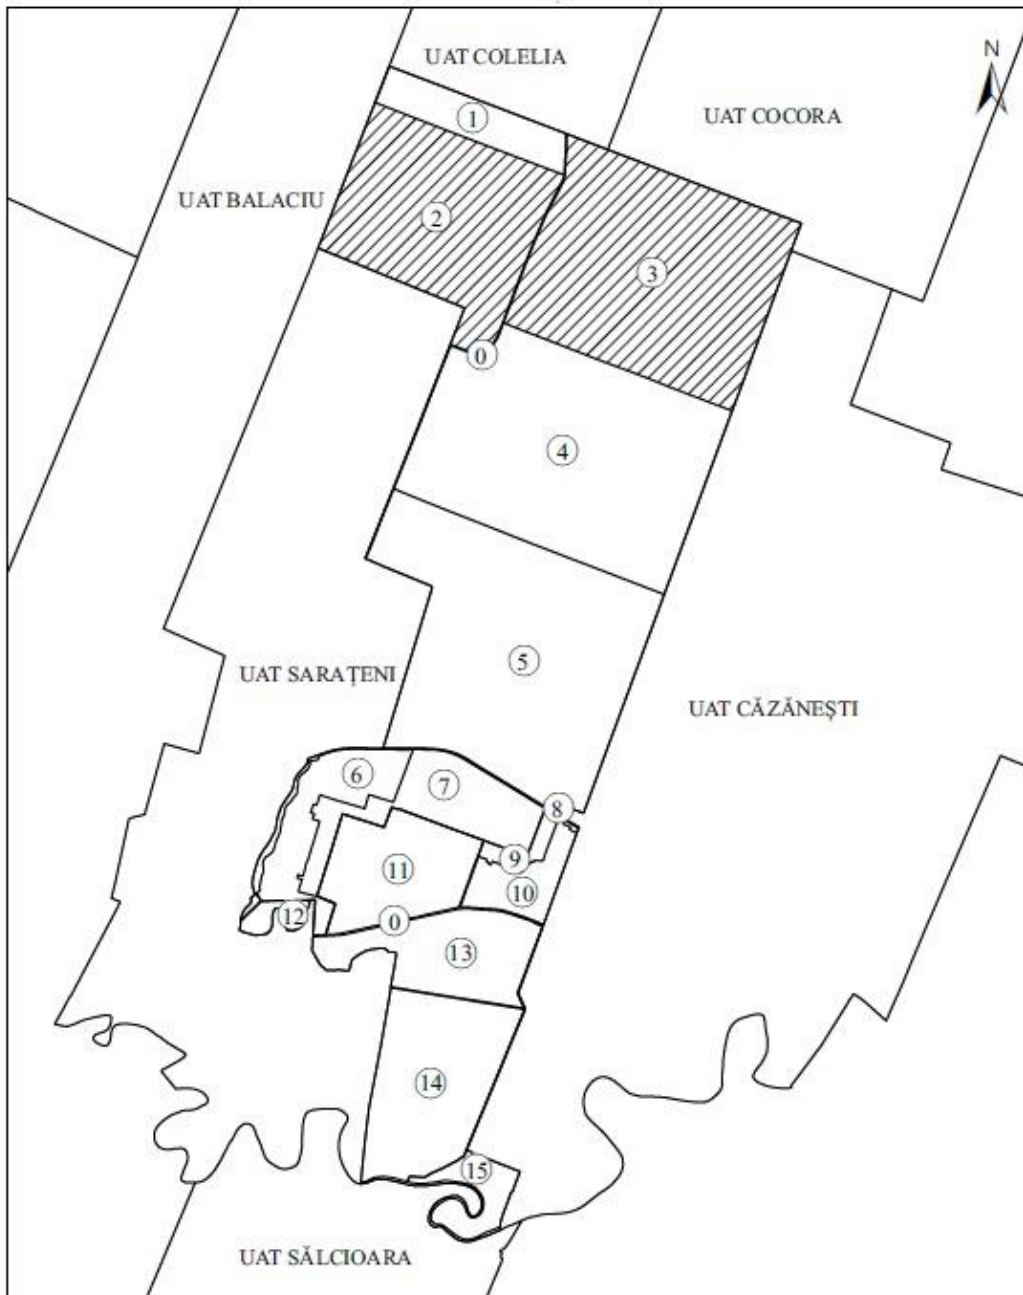 UAT COLELIA
N
UAT COCORA
1
UAT BALACIU
2
3
0
4
5
UAT SARAȚENI
UAT CĂZĂNEȘTI
6
7
8
9
11
10
12
0
13
14
15
UAT SĂLCIOARA